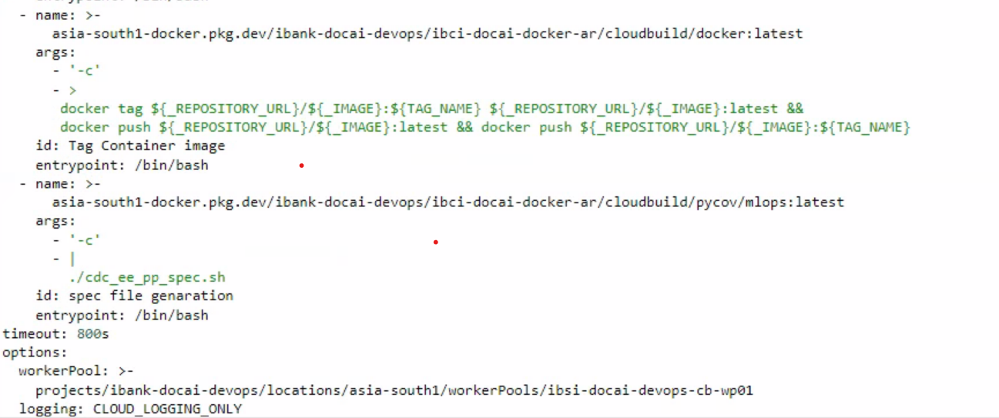 - name: >-
asia-south1-docker.pkg.dev/ibank-docai-devops/ibci-docai-docker-ar/cloudbuild/docker:latest
args:
- '-c'
- >
docker tag ${_REPOSITORY_URL}/${_IMAGE}:${TAG_NAME} ${_REPOSITORY_URL}/${_IMAGE}:latest &&
docker push ${_REPOSITORY_URL}/${_IMAGE}:latest && docker push ${_REPOSITORY_URL}/${_IMAGE}:${TAG_NAME}
id: Tag Container image
entrypoint: /bin/bash
- name: >-
asia-south1-docker.pkg.dev/ibank-docai-devops/ibci-docai-docker-ar/cloudbuild/pycov/mlops:latest
args:
- '-c'
- |
./cdc_ee_pp_spec.sh
id: spec file genaration
entrypoint: /bin/bash
timeout: 800s
options:
workerPool: >-
projects/ibank-docai-devops/locations/asia-south1/workerPools/ibsi-docai-devops-cb-wp01
logging: CLOUD_LOGGING_ONLY